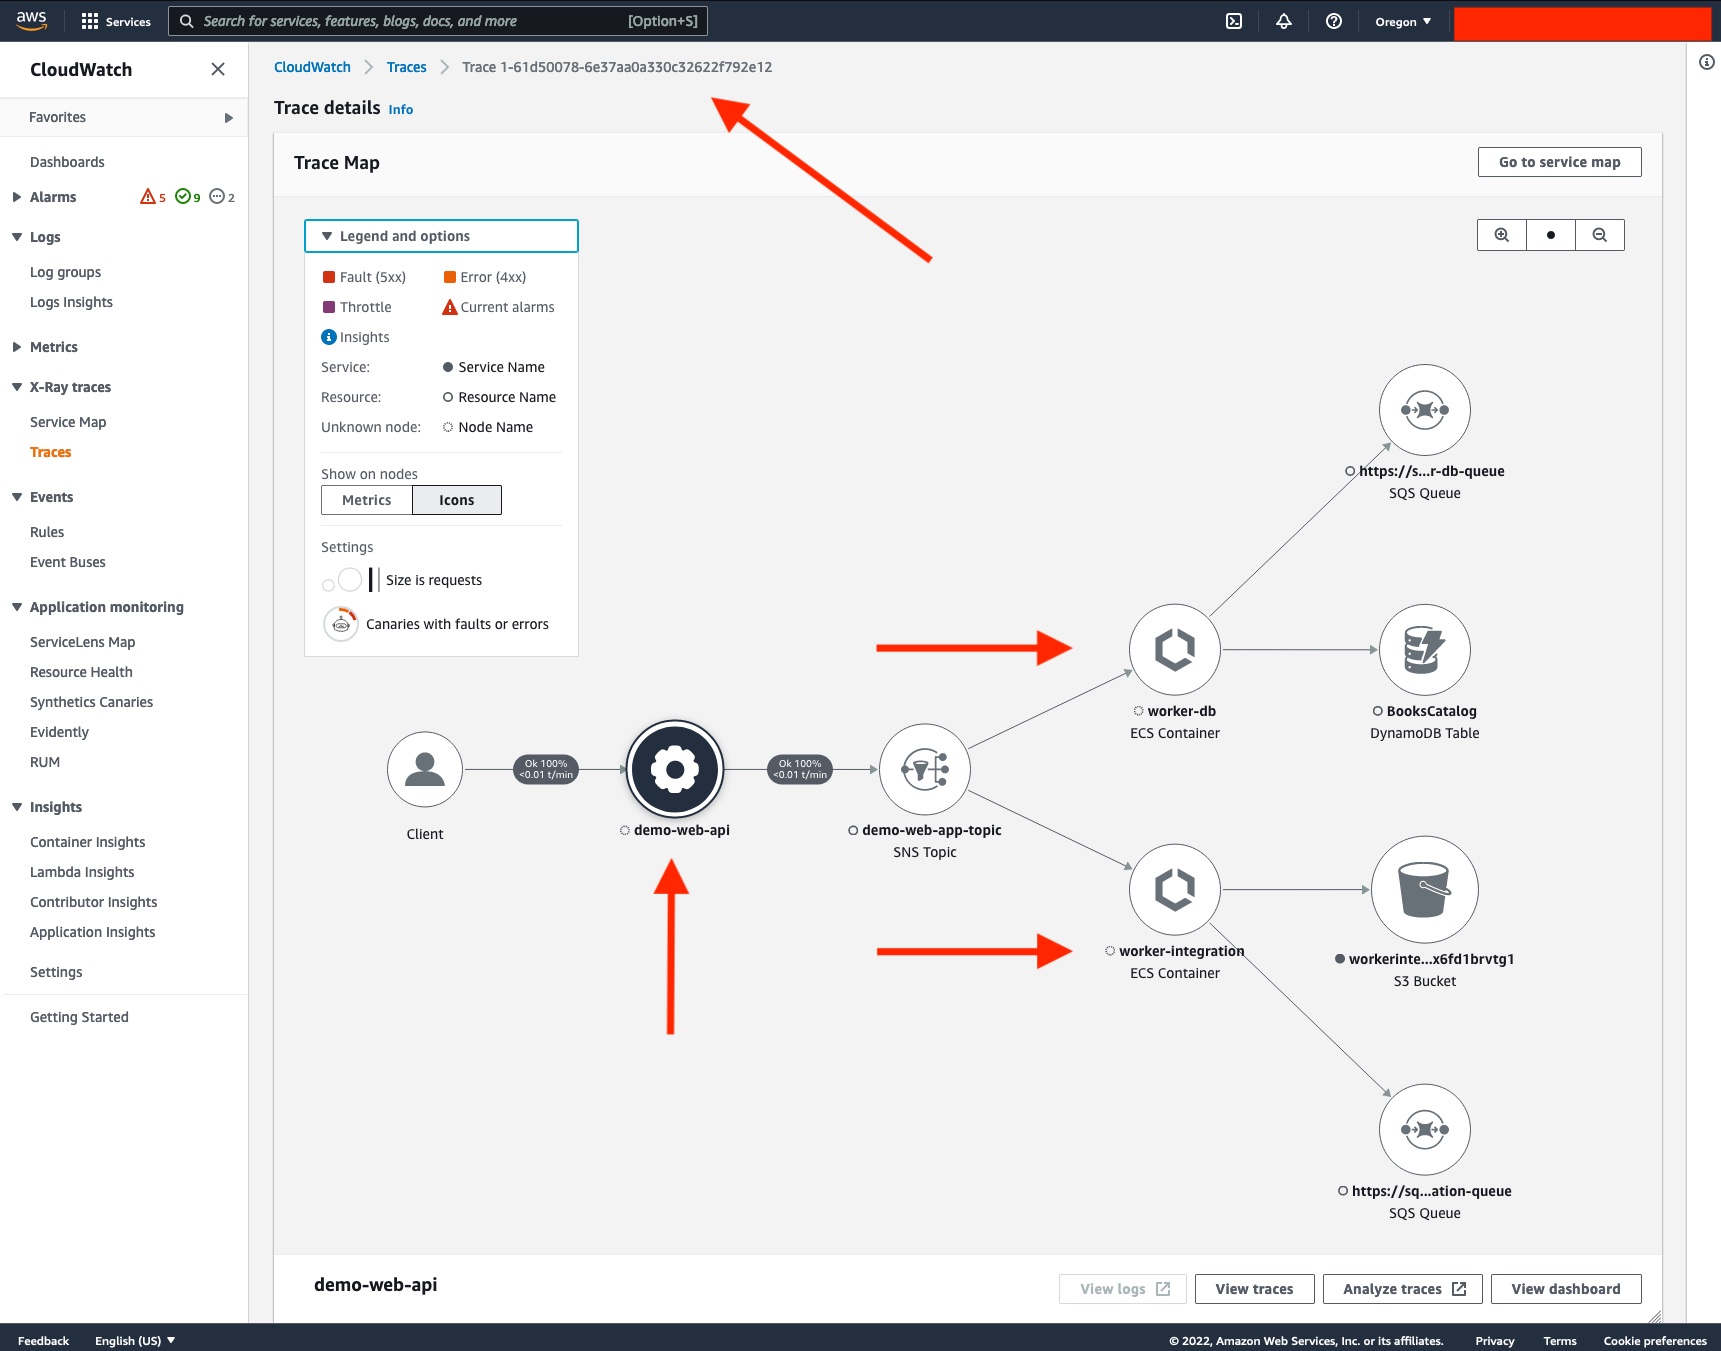 aws
Services
Search for services, features, blogs, docs, and more
[Option+S]
Oregon
CloudWatch
Favorites
Dashboards
Alarms 5 9 2
Logs
Log groups
Logs Insights
Metrics
X-Ray traces
Service Map
Traces
Events
Rules
Event Buses
Application monitoring
ServiceLens Map
Resource Health
Synthetics Canaries
Evidently
RUM
Insights
Container Insights
Lambda Insights
Contributor Insights
Application Insights
Settings
Getting Started
CloudWatch Traces Trace 1-61d50078-6e37aa0a330c32622f792e12
Trace details Info
Trace Map
Go to service map
Legend and options
Fault (5xx) Error (4xx)
Throttle Current alarms
Insights
Service: Service Name
Resource: Resource Name
Unknown node: Node Name
Show on nodes
Metrics Icons
Settings
Size is requests
Canaries with faults or errors
https://s...r-db-queue
SQS Queue
worker-db
ECS Container
BooksCatalog
DynamoDB Table
Client
Ok 100%
<0.01 t/min
demo-web-api
Ok 100%
<0.01 t/min
demo-web-app-topic
SNS Topic
worker-integration
ECS Container
workerinte...x6fd1brvtg1
S3 Bucket
https://sq...ation-queue
SQS Queue
demo-web-api
View logs View traces Analyze traces View dashboard
Feedback English (US) © 2022, Amazon Web Services, Inc. or its affiliates. Privacy Terms Cookie preferences